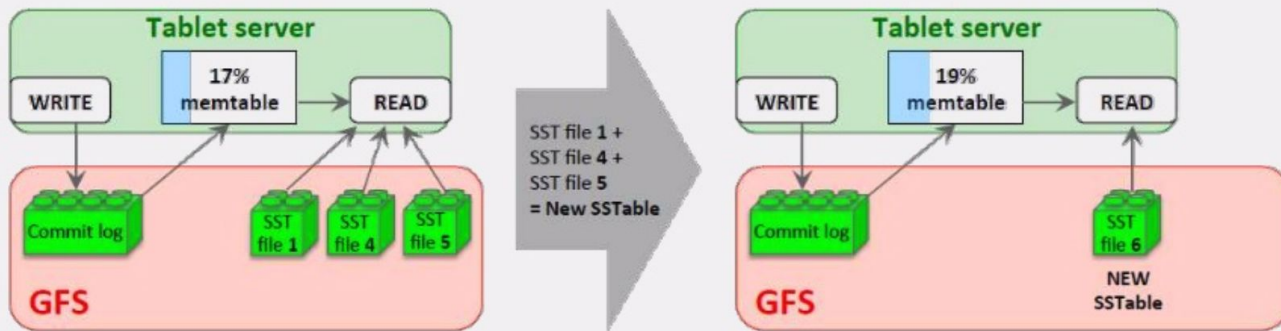 Tablet server
17%
memtable
WRITE
READ
Commit log
SST
file 1
SST
file 4
SST
file 5
GFS
SST file 1 +
SST file 4 +
SST file 5
= New SSTable
Tablet server
19%
memtable
WRITE
READ
Commit log
SST
file 6
NEW
SSTable
GFS